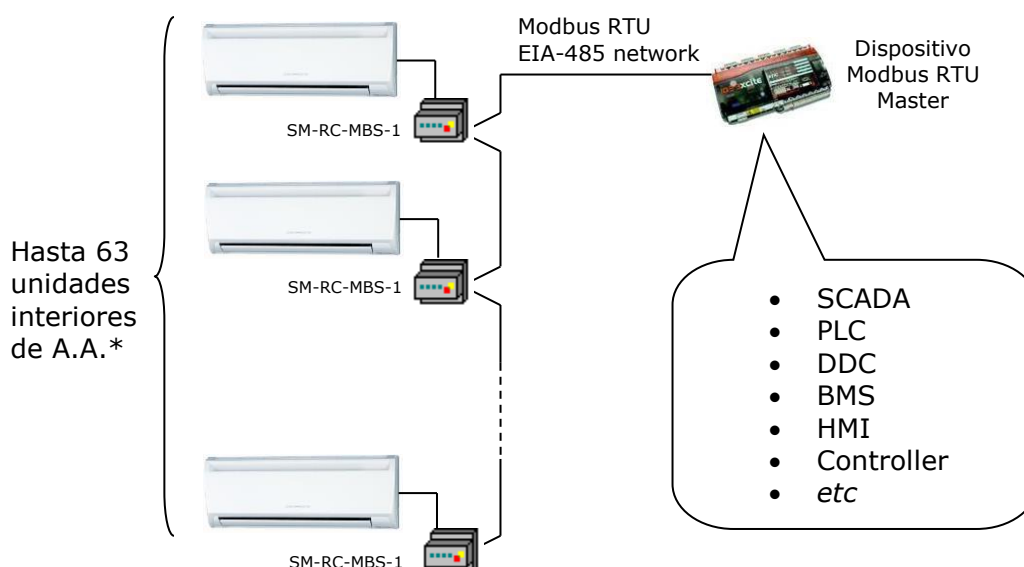 Modbus RTU
EIA-485 network
Dispositivo
Modbus RTU
Master
SM-RC-MBS-1
SM-RC-MBS-1
Hasta 63
unidades
interiores
de A.A.*
• SCADA
• PLC
• DDC
• BMS
• HMI
• Controller
• etc
SM-RC-MBS-1